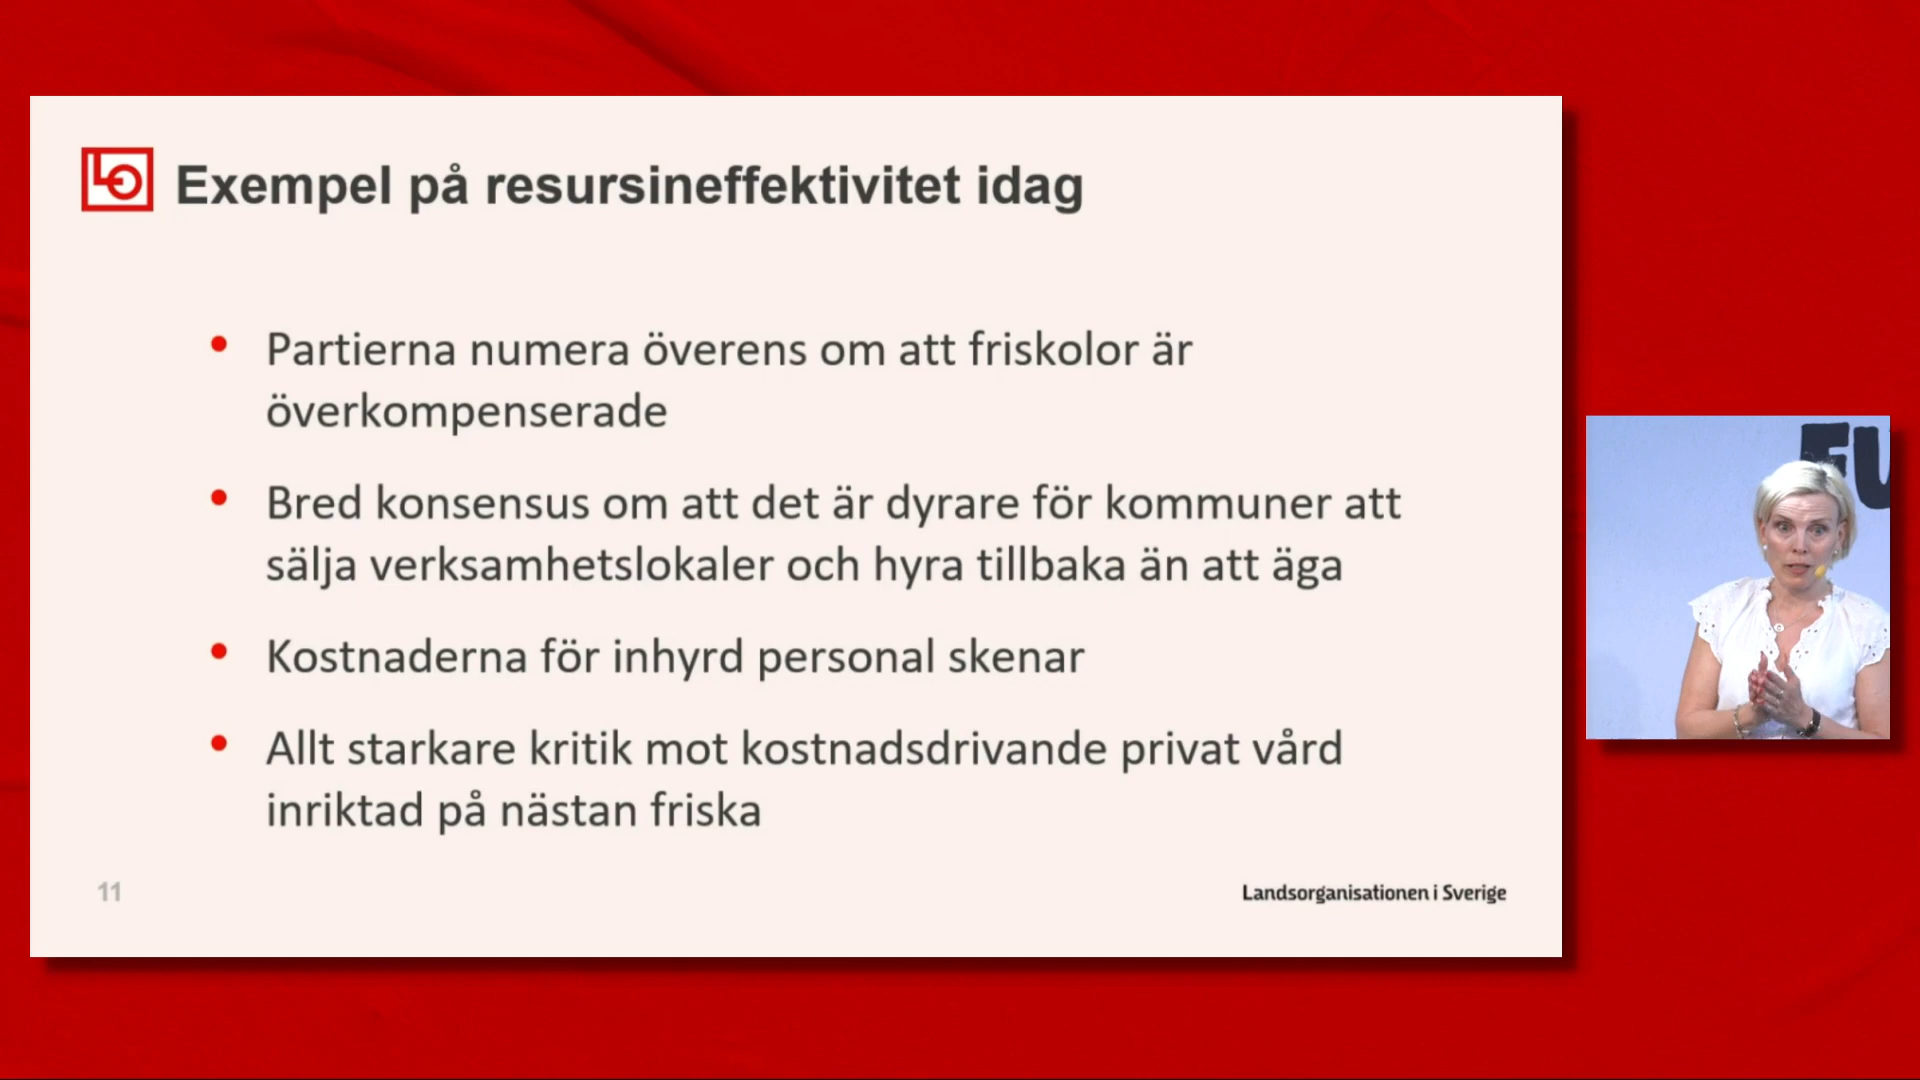 LO
Exempel på resursineffektivitet idag
Partierna numera överens om att friskolor är
överkompenserade
Bred konsensus om att det är dyrare för kommuner att
sälja verksamhetslokaler och hyra tillbaka än att äga
Kostnaderna för inhyrd personal skenar
Allt starkare kritik mot kostnadsdrivande privat vård
inriktad på nästan friska
11
Landsorganisationen i Sverige